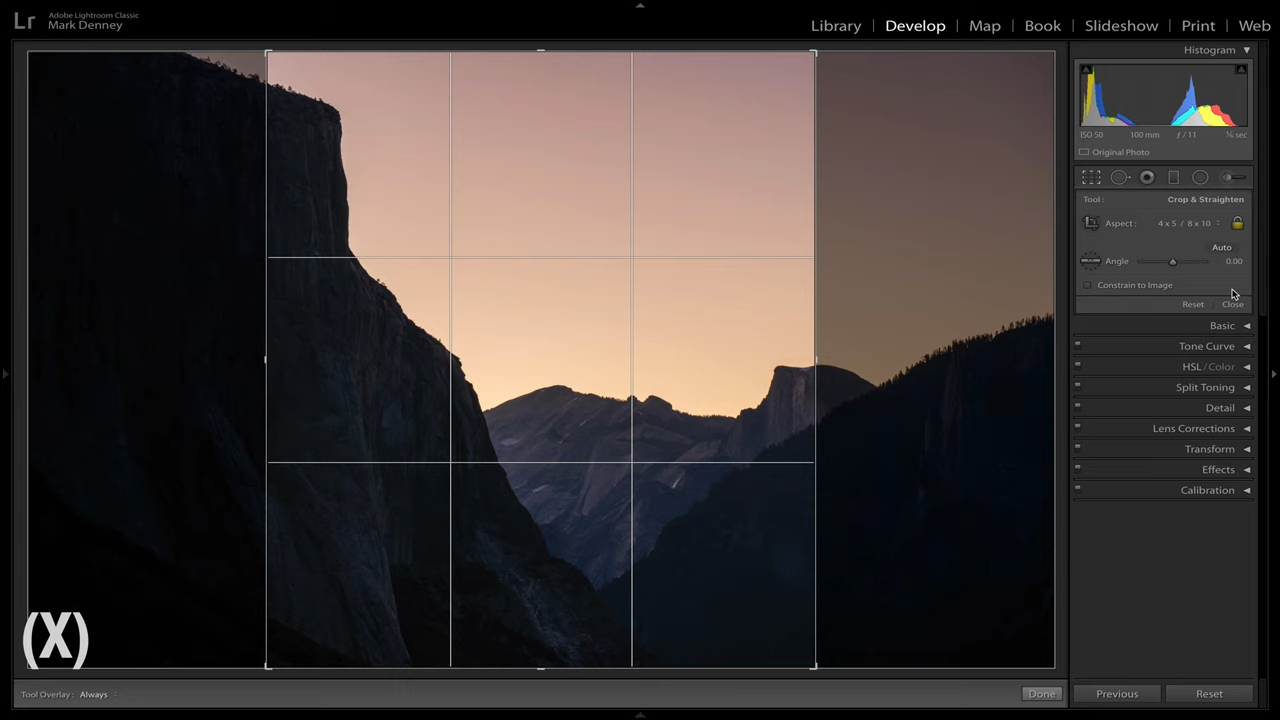 Lr
Adobe Lightroom Classic
Mark Denney
Library | Develop | Map | Book | Slideshow | Print | Web
Histogram
ISO 50 100 mm ƒ / 11 ⅙ sec
Original Photo
Tool : Crop & Straighten
Aspect : 4 x 5 / 8 x 10
Auto
Angle 0.00
Constrain to Image
Reset Close
Basic
Tone Curve
HSL / Color
Split Toning
Detail
Lens Corrections
Transform
Effects
Calibration
(X)
Tool Overlay : Always
Done
Previous
Reset